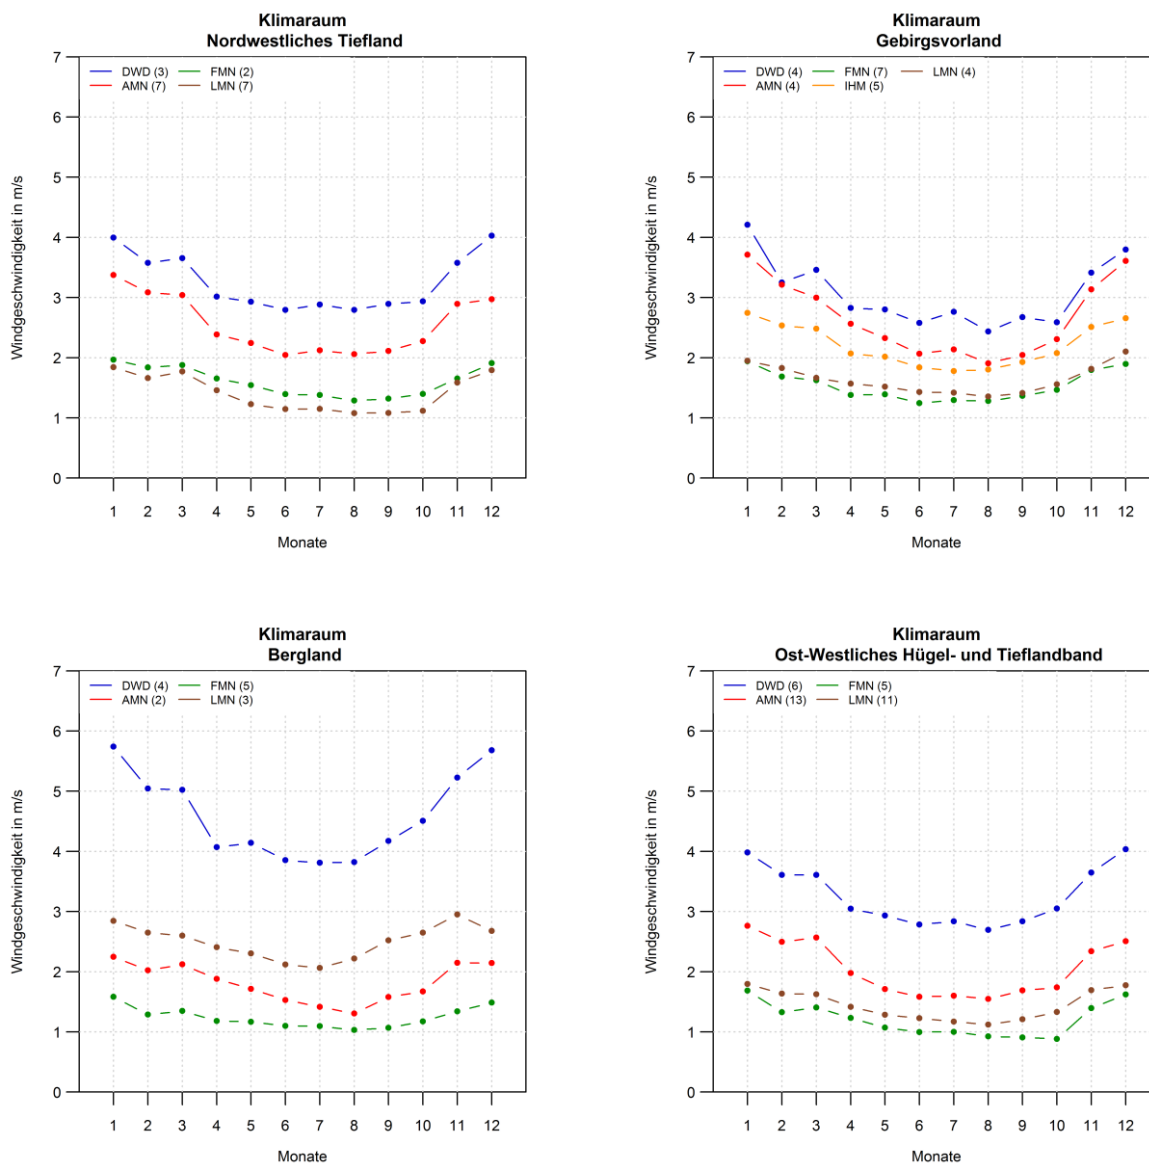 Klimaraum
Nordwestliches Tiefland
DWD (3) FMN (2)
AMN (7) LMN (7)
Windgeschwindigkeit in m/s
7
6
5
4
3
2
1
0
1 2 3 4 5 6 7 8 9 10 11 12
Monate
Klimaraum
Gebirgsvorland
DWD (4) FMN (7) LMN (4)
AMN (4) IHM (5)
Windgeschwindigkeit in m/s
7
6
5
4
3
2
1
0
1 2 3 4 5 6 7 8 9 10 11 12
Monate
Klimaraum
Bergland
DWD (4) FMN (5)
AMN (2) LMN (3)
Windgeschwindigkeit in m/s
7
6
5
4
3
2
1
0
1 2 3 4 5 6 7 8 9 10 11 12
Monate
Klimaraum
Ost-Westliches Hügel- und Tieflandband
DWD (6) FMN (5)
AMN (13) LMN (11)
Windgeschwindigkeit in m/s
7
6
5
4
3
2
1
0
1 2 3 4 5 6 7 8 9 10 11 12
Monate